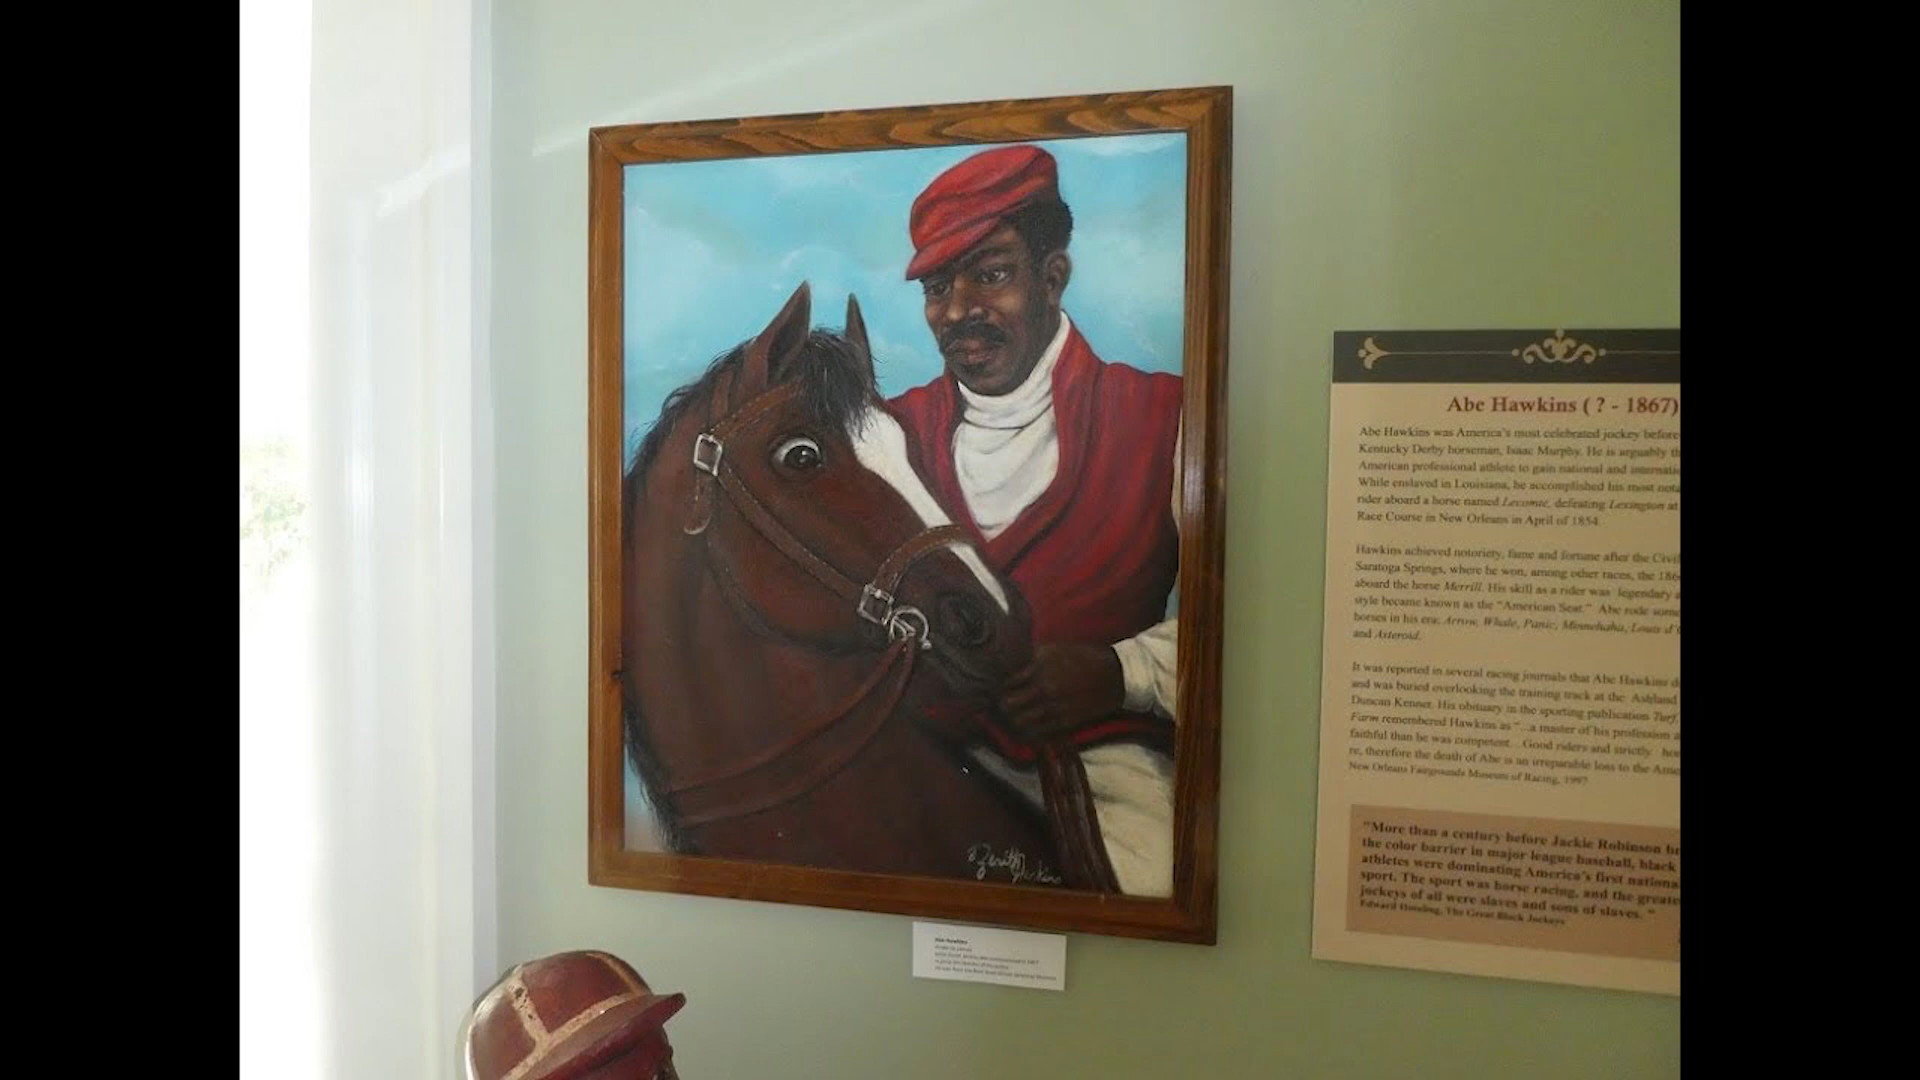 Zenith Perkins
Abe Hawkins
Abe Hawkins ( ? - 1867)
Abe Hawkins was America's most celebrated jockey before
Kentucky Derby horseman, Isaac Murphy. He is arguably th
American professional athlete to gain national and internatio
While enslaved in Louisiana, he accomplished his most nota
rider aboard a horse named Lecomte, defeating Lexington at
Race Course in New Orleans in April of 1854.
Hawkins achieved notoriety, fame and fortune after the Civil
Saratoga Springs, where he won, among other races, the 186
aboard the horse Merrill. His skill as a rider was legendary a
style became known as the "American Seat." Abe rode some
horses in his era; Arrow, Whale, Panic, Minnehaha, Louis d'
and Asteroid.
It was reported in several racing journals that Abe Hawkins d
and was buried overlooking the training track at the Ashland
Duncan Kenner. His obituary in the sporting publication Turf,
Farm remembered Hawkins as "...a master of his profession a
faithful than he was competent... Good riders and strictly hon
re, therefore the death of Abe is an irreparable loss to the Ame
New Orleans Fairgrounds Museum of Racing, 1997
"More than a century before Jackie Robinson br
the color barrier in major league baseball, black
athletes were dominating America's first national
sport. The sport was horse racing, and the greate
jockeys of all were slaves and sons of slaves. "
Edward Hotaling, The Great Black Jockeys